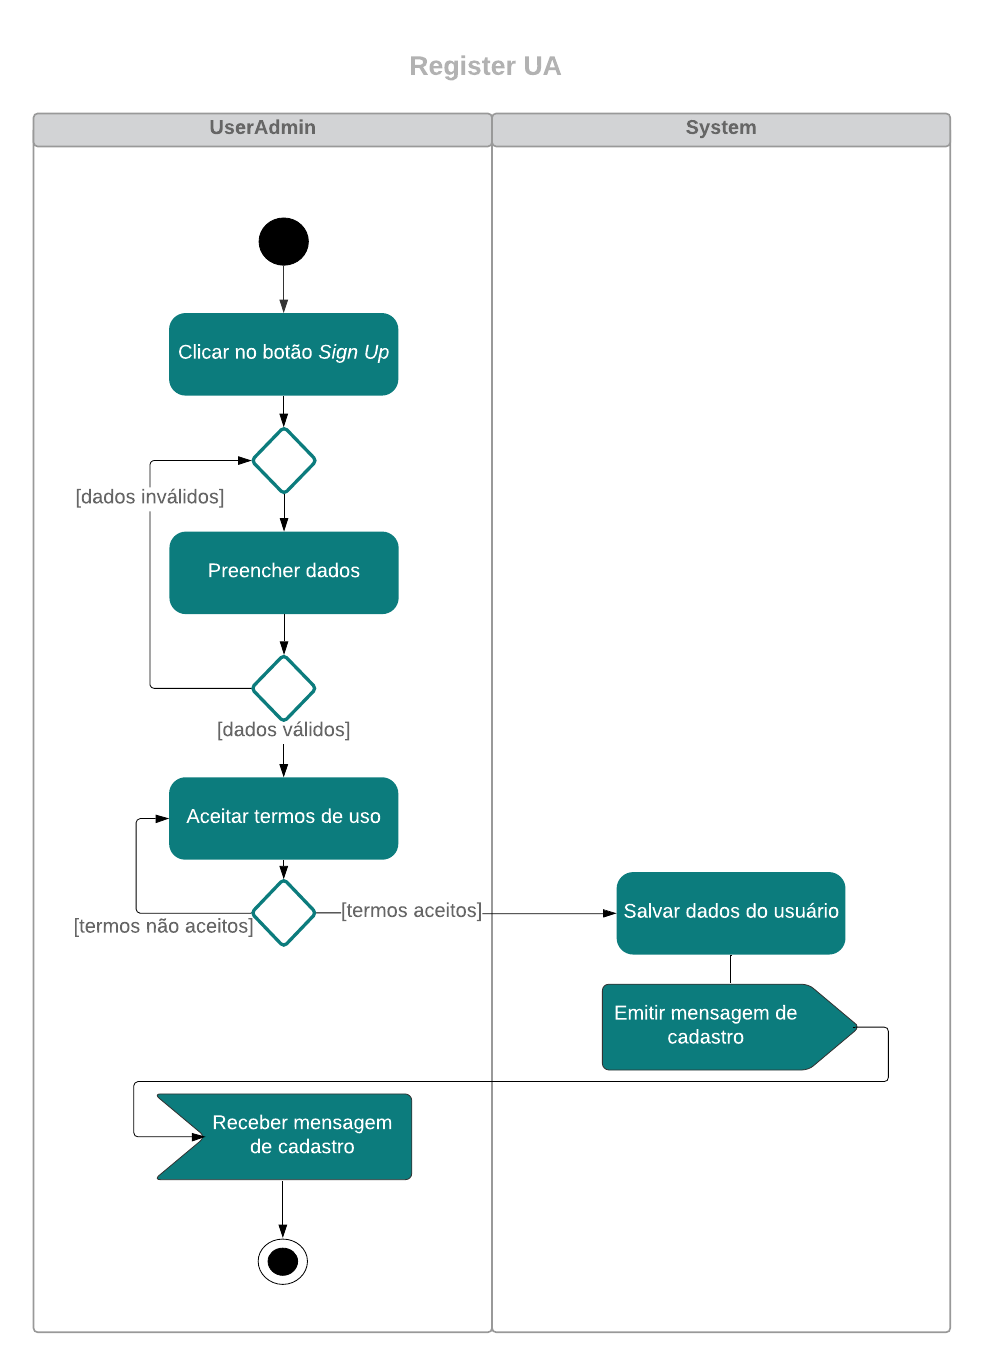 Register UA
UserAdmin
System
Clicar no botão Sign Up
[dados inválidos]
Preencher dados
[dados válidos]
Aceitar termos de uso
[termos não aceitos]
[termos aceitos]
Salvar dados do usuário
Emitir mensagem de
cadastro
Receber mensagem
de cadastro